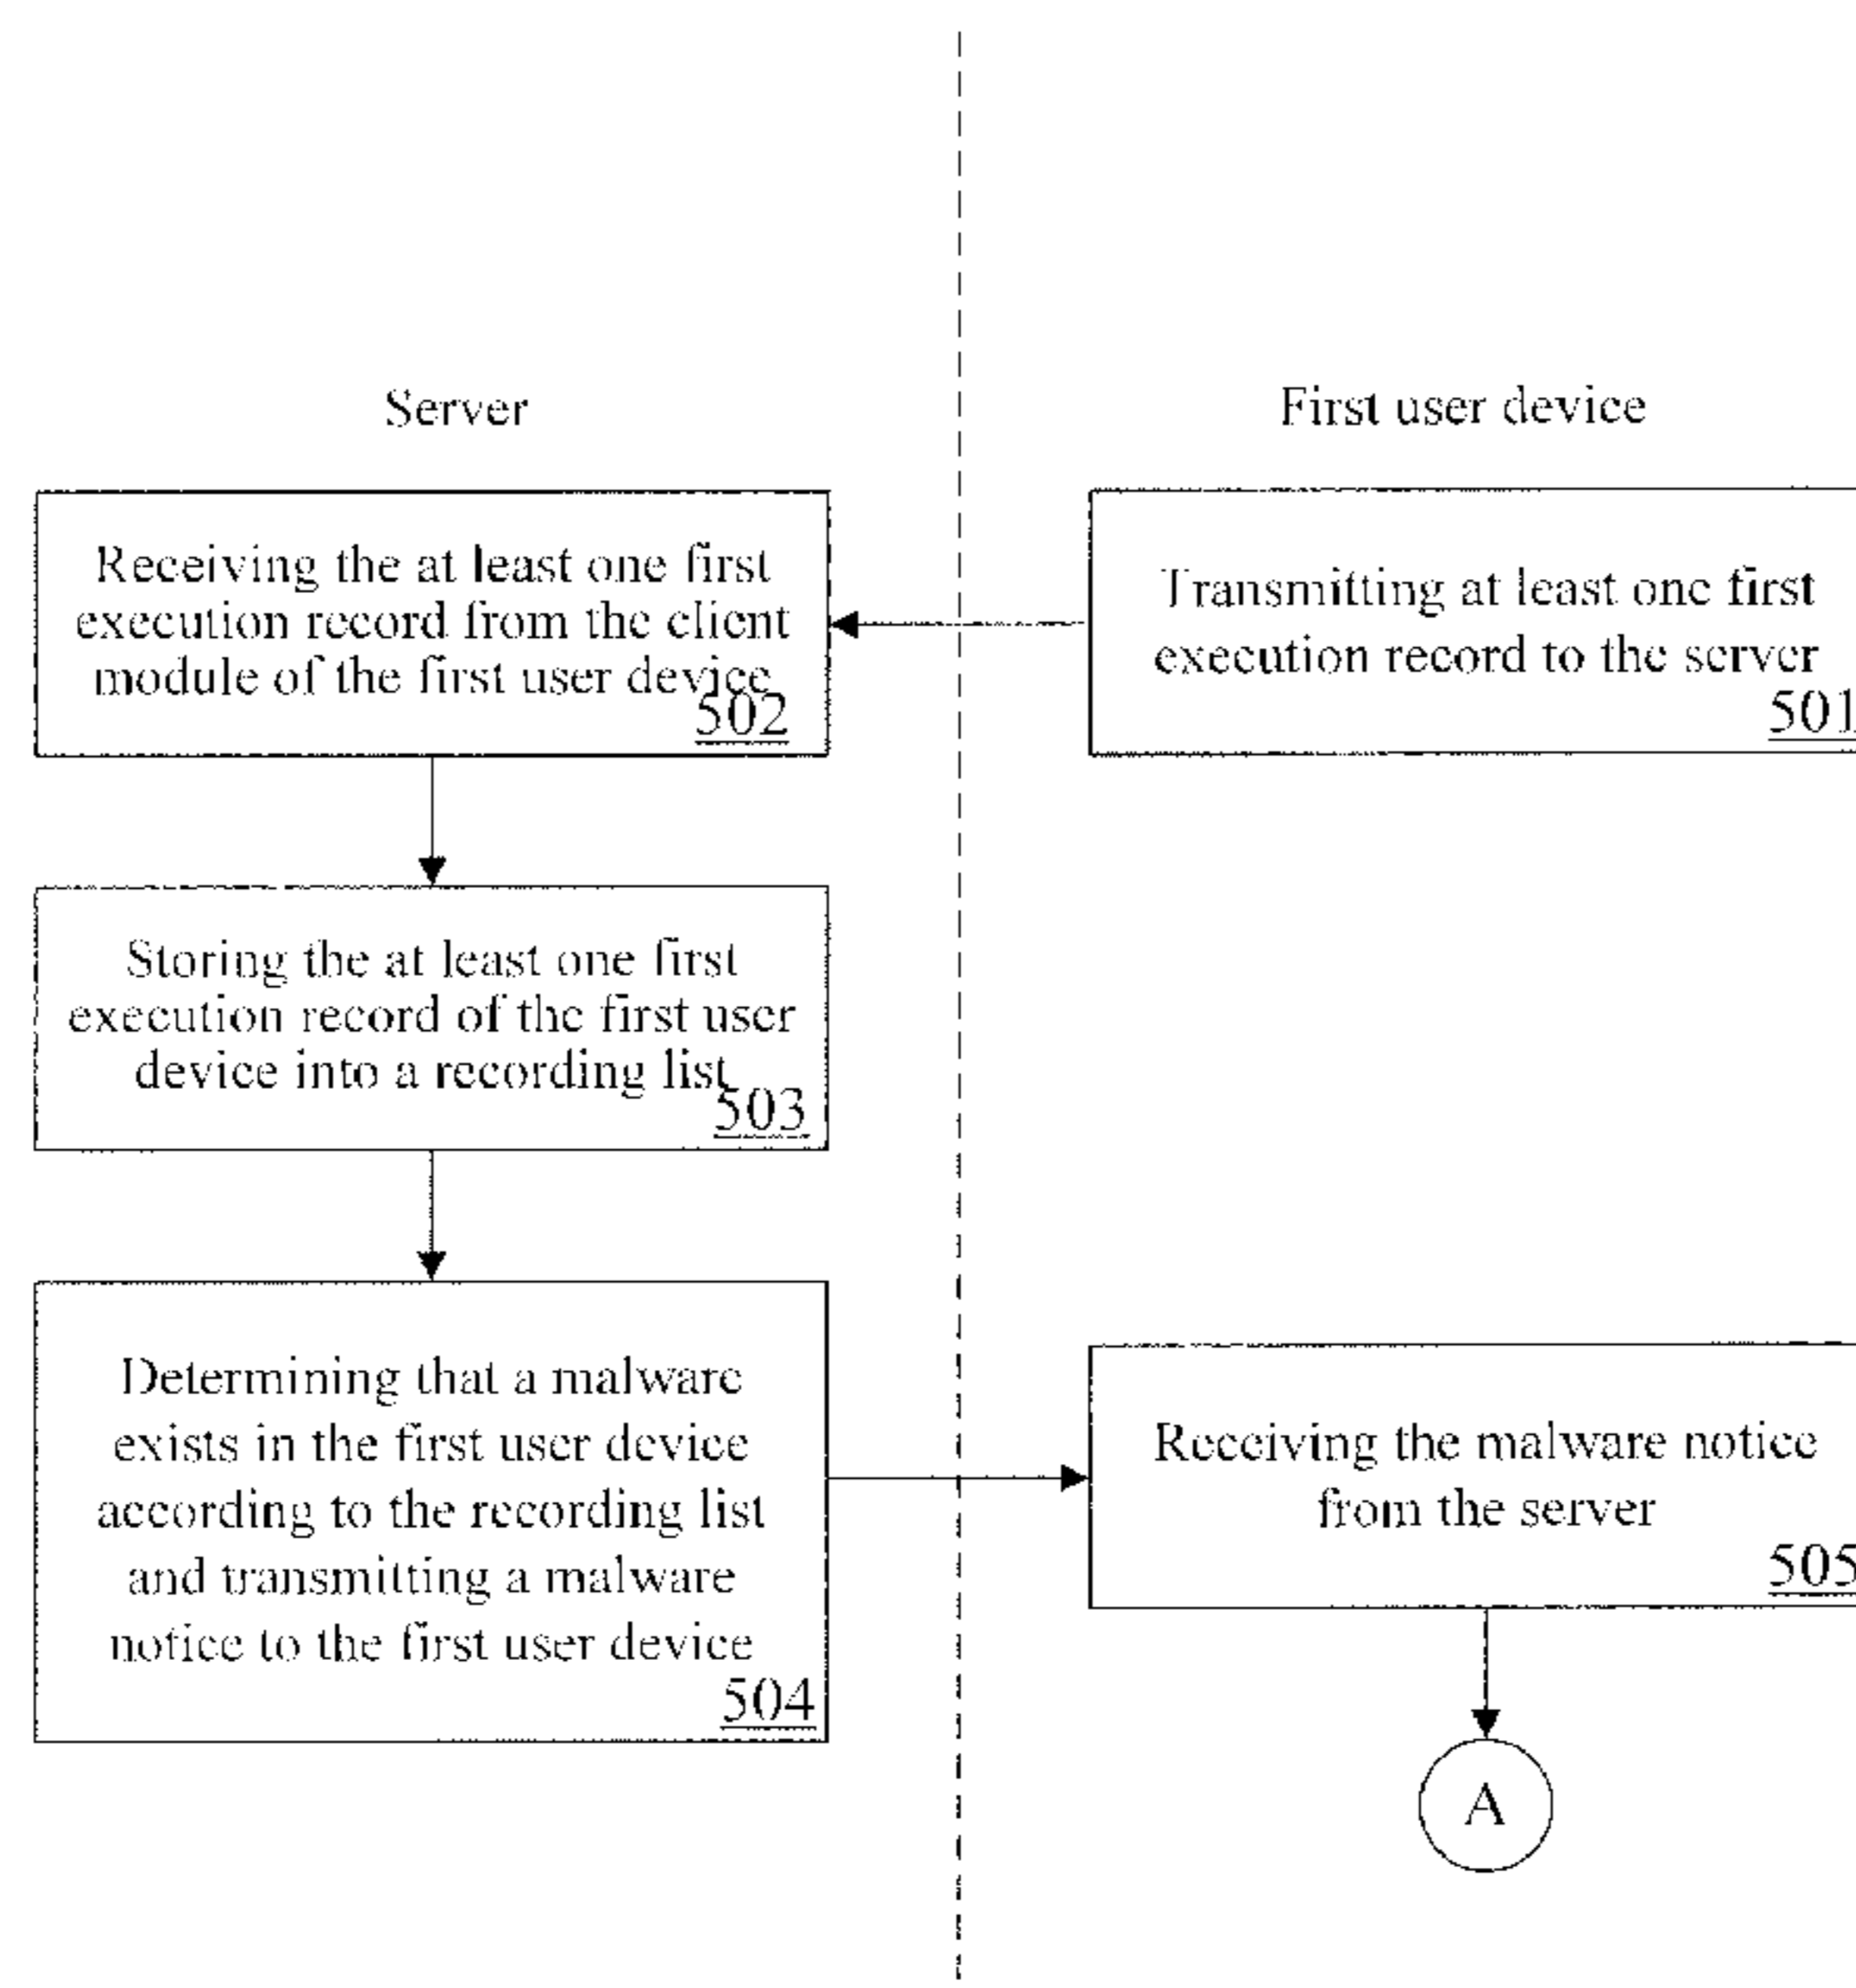 Server
First user device
Receiving the at least one first
execution record from the client
module of the first user device
502
Transmitting at least one first
execution record to the server
501
Storing the at least one first
execution record of the first user
device into a recording list
503
Determining that a malware
exists in the first user device
according to the recording list
and transmitting a malware
notice to the first user device
504
Receiving the malware notice
from the server
505
A